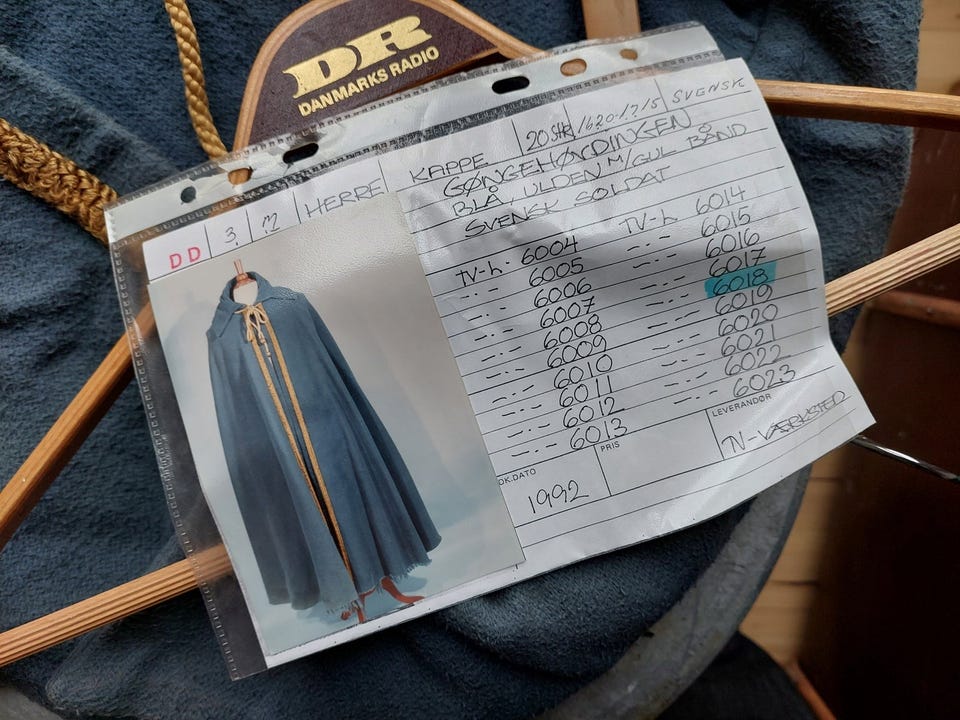 DR
DANMARKS RADIO
DD 3. M HERRE KAPPE 20 Stk 1620-1715 SVENSK
GØNGEHØVDINGEN
BLÅ, ULDEN M/GUL BÅND
SVENSK SOLDAT
TV-h. 6004 TV-h 6014
-"- 6005 -"- 6015
-"- 6006 -"- 6016
-"- 6007 -"- 6017
-"- 6008 -"- 6018
-"- 6009 -"- 6019
-"- 6010 -"- 6020
-"- 6011 -"- 6021
-"- 6012 -"- 6022
-"- 6013 -"- 6023
DK.DATO PRIS LEVERANDØR
1992 TV-VÆRKSTED